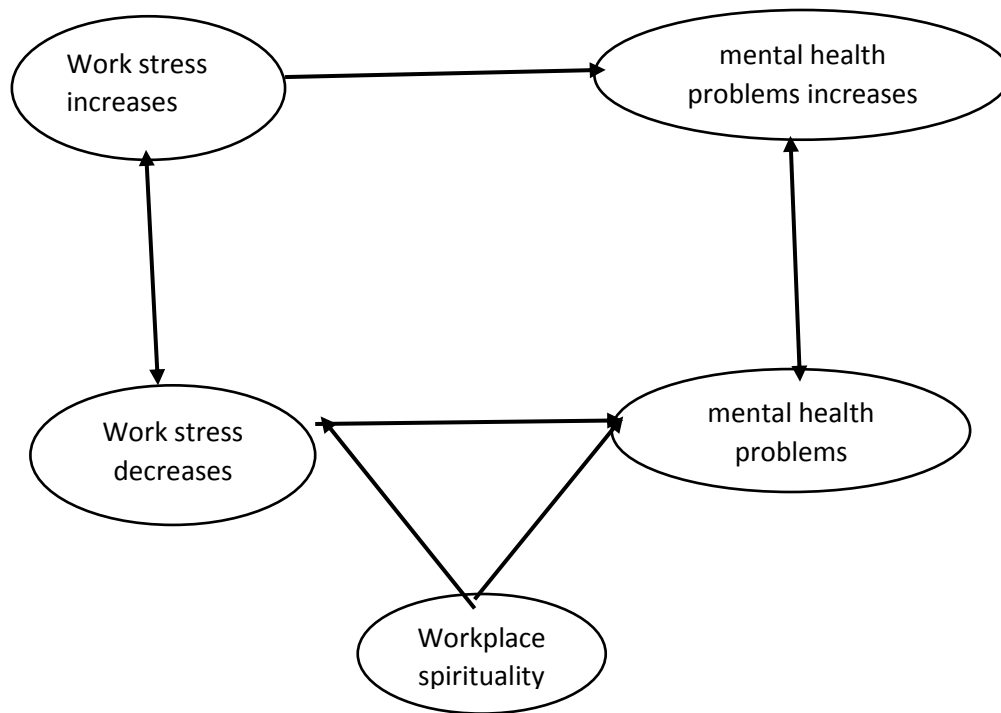 Work stress
increases
mental health
problems increases
Work stress
decreases
mental health
problems
Workplace
spirituality